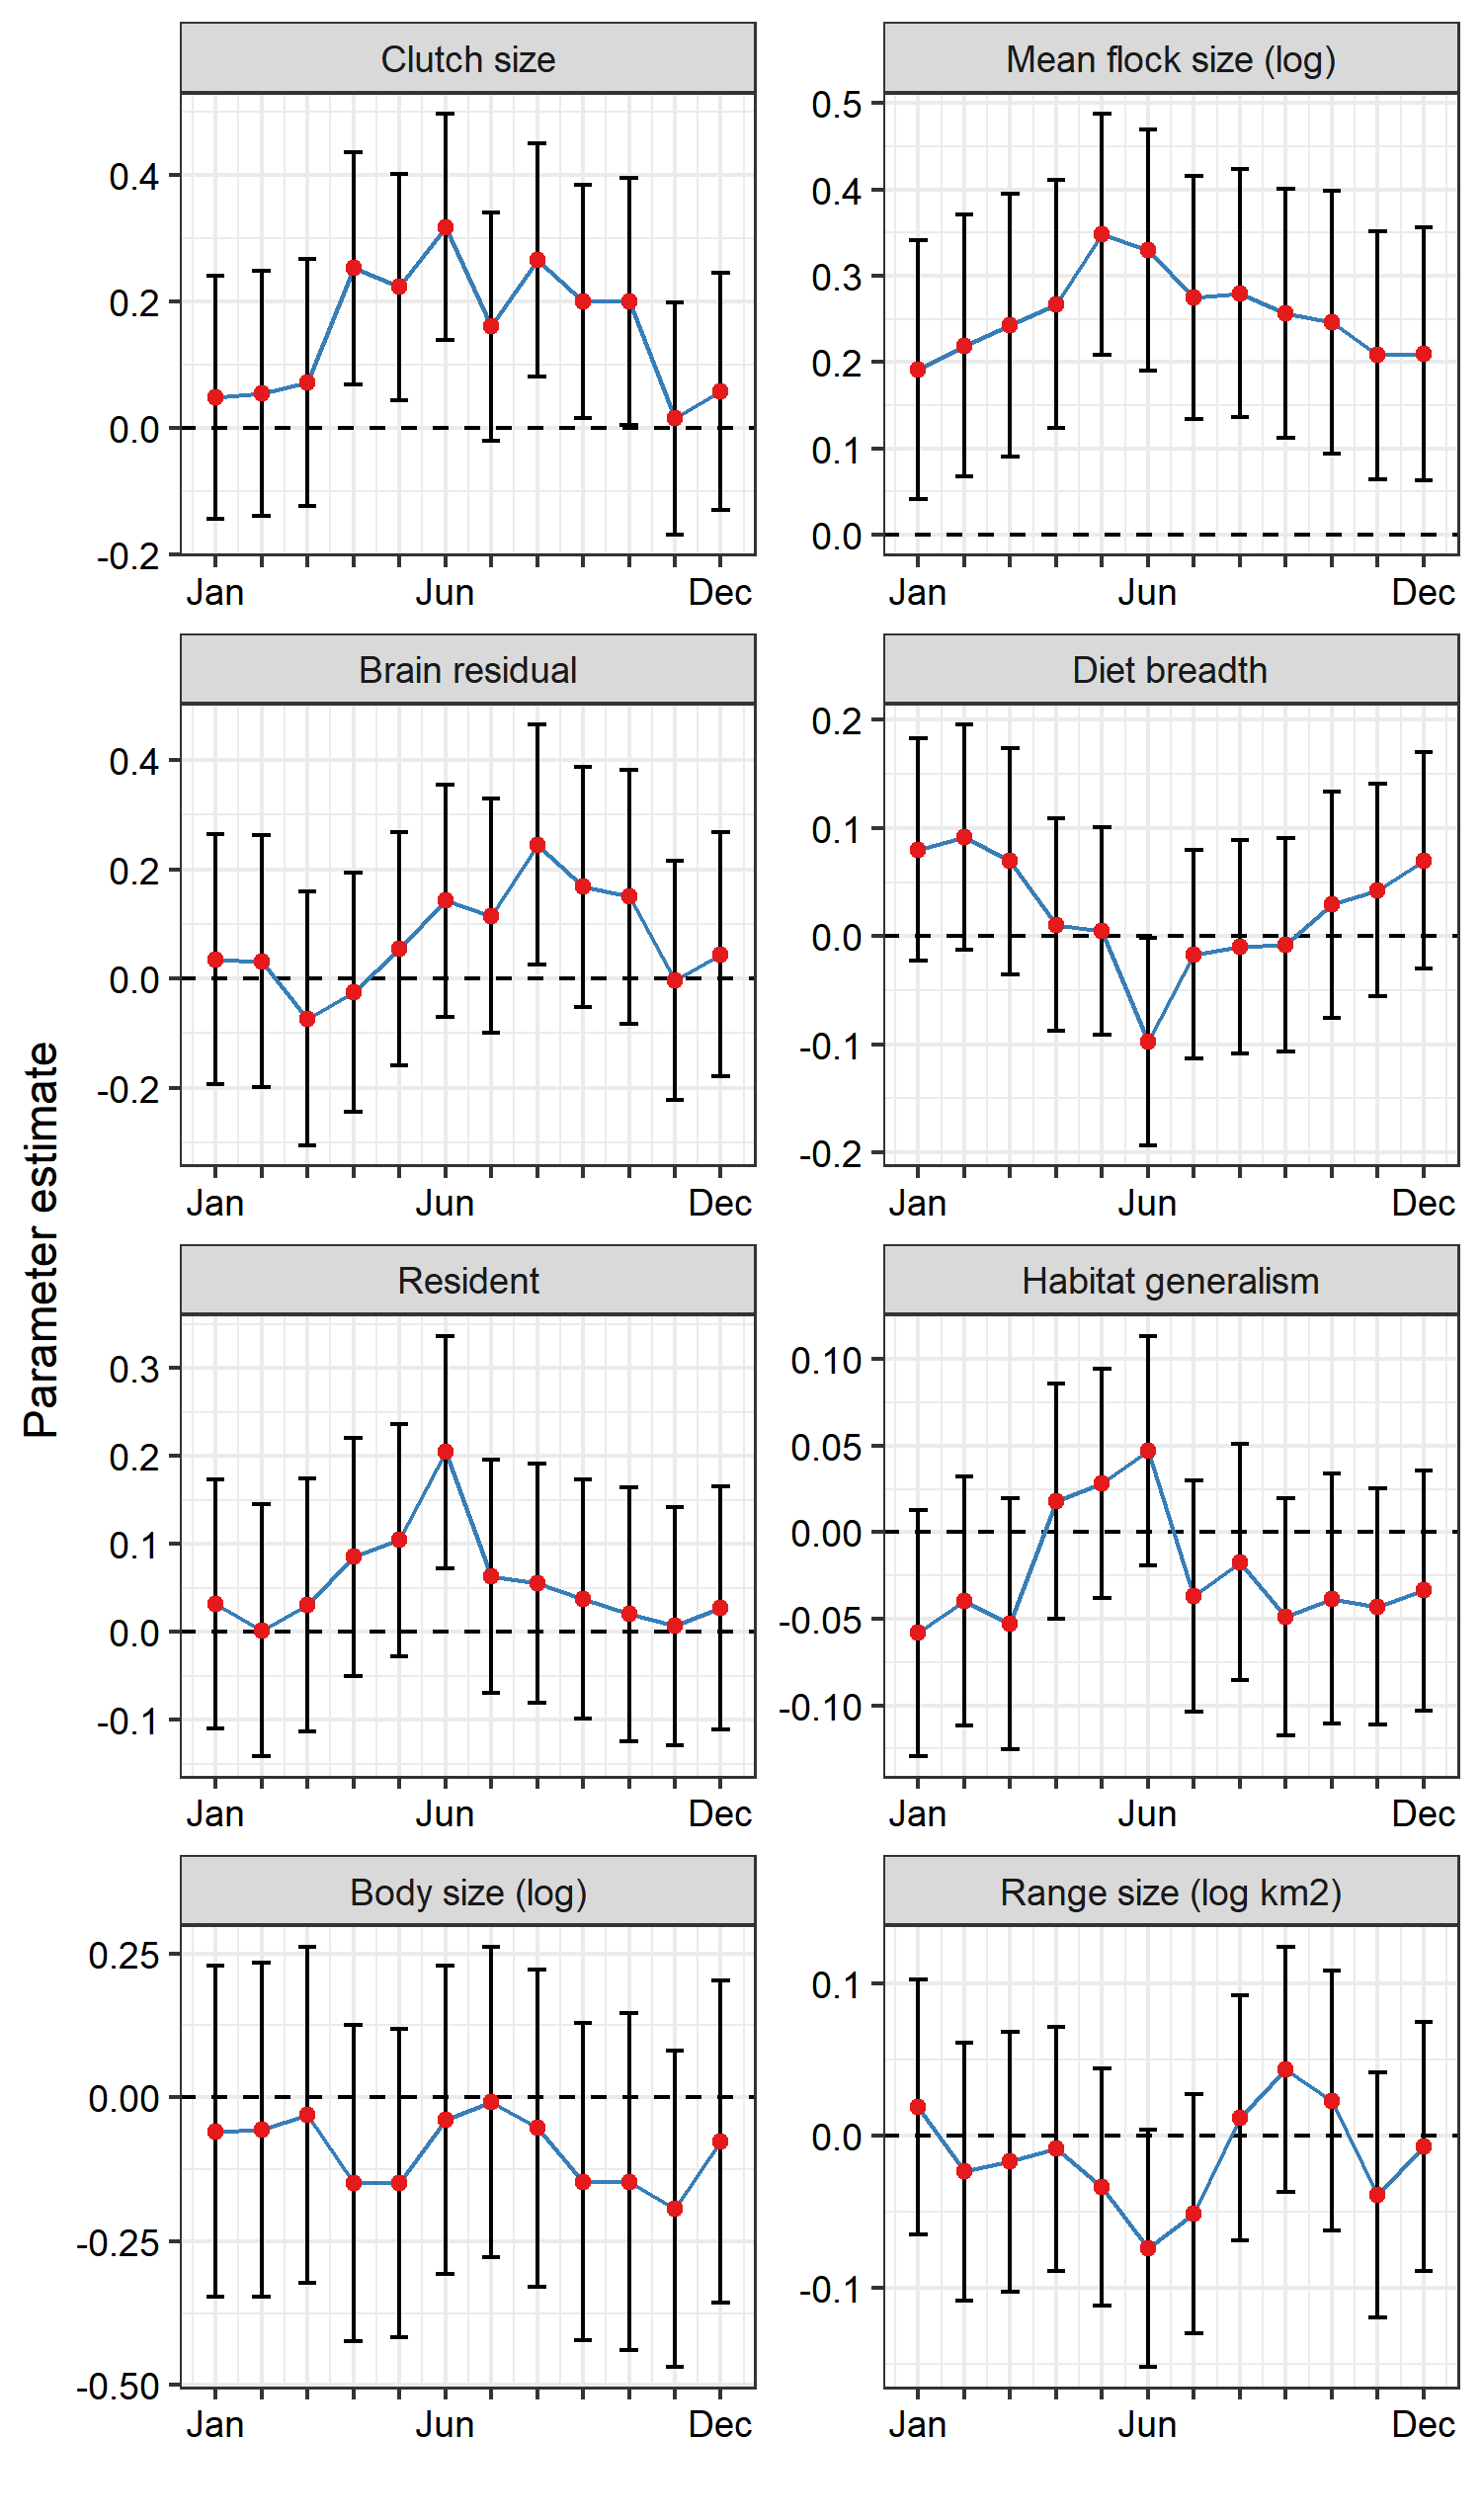 Parameter estimate
Clutch size
0.4
0.2
0.0
-0.2
Jan Jun Dec
Mean flock size (log)
0.5
0.4
0.3
0.2
0.1
0.0
Jan Jun Dec
Brain residual
0.4
0.2
0.0
-0.2
Jan Jun Dec
Diet breadth
0.2
0.1
0.0
-0.1
-0.2
Jan Jun Dec
Resident
0.3
0.2
0.1
0.0
-0.1
Jan Jun Dec
Habitat generalism
0.10
0.05
0.00
-0.05
-0.10
Jan Jun Dec
Body size (log)
0.25
0.00
-0.25
-0.50
Jan Jun Dec
Range size (log km2)
0.1
0.0
-0.1
Jan Jun Dec